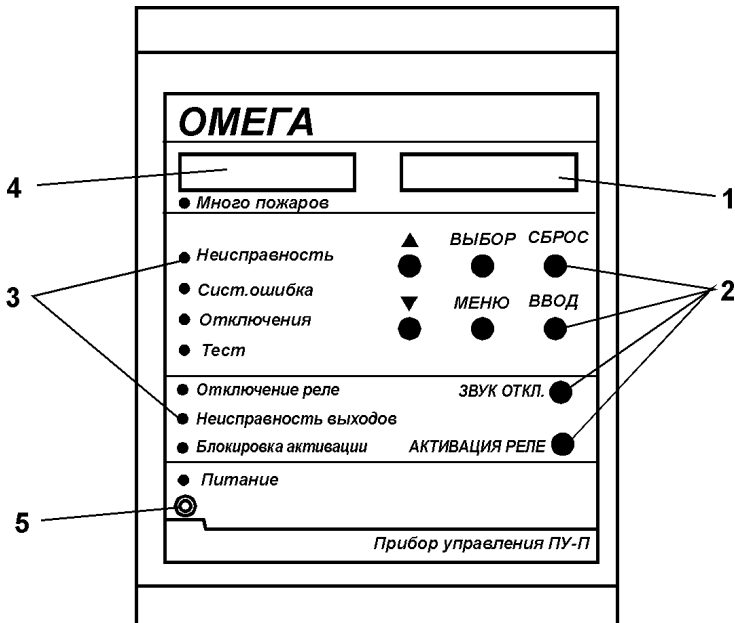 ОМЕГА
4
1
Много пожаров
Неисправность
ВЫБОР СБРОС
3
Сист.ошибка
МЕНЮ ВВОД
2
Отключения
Тест
Отключение реле
ЗВУК ОТКЛ.
Неисправность выходов
Блокировка активации
АКТИВАЦИЯ РЕЛЕ
Питание
5
Прибор управления ПУ-П